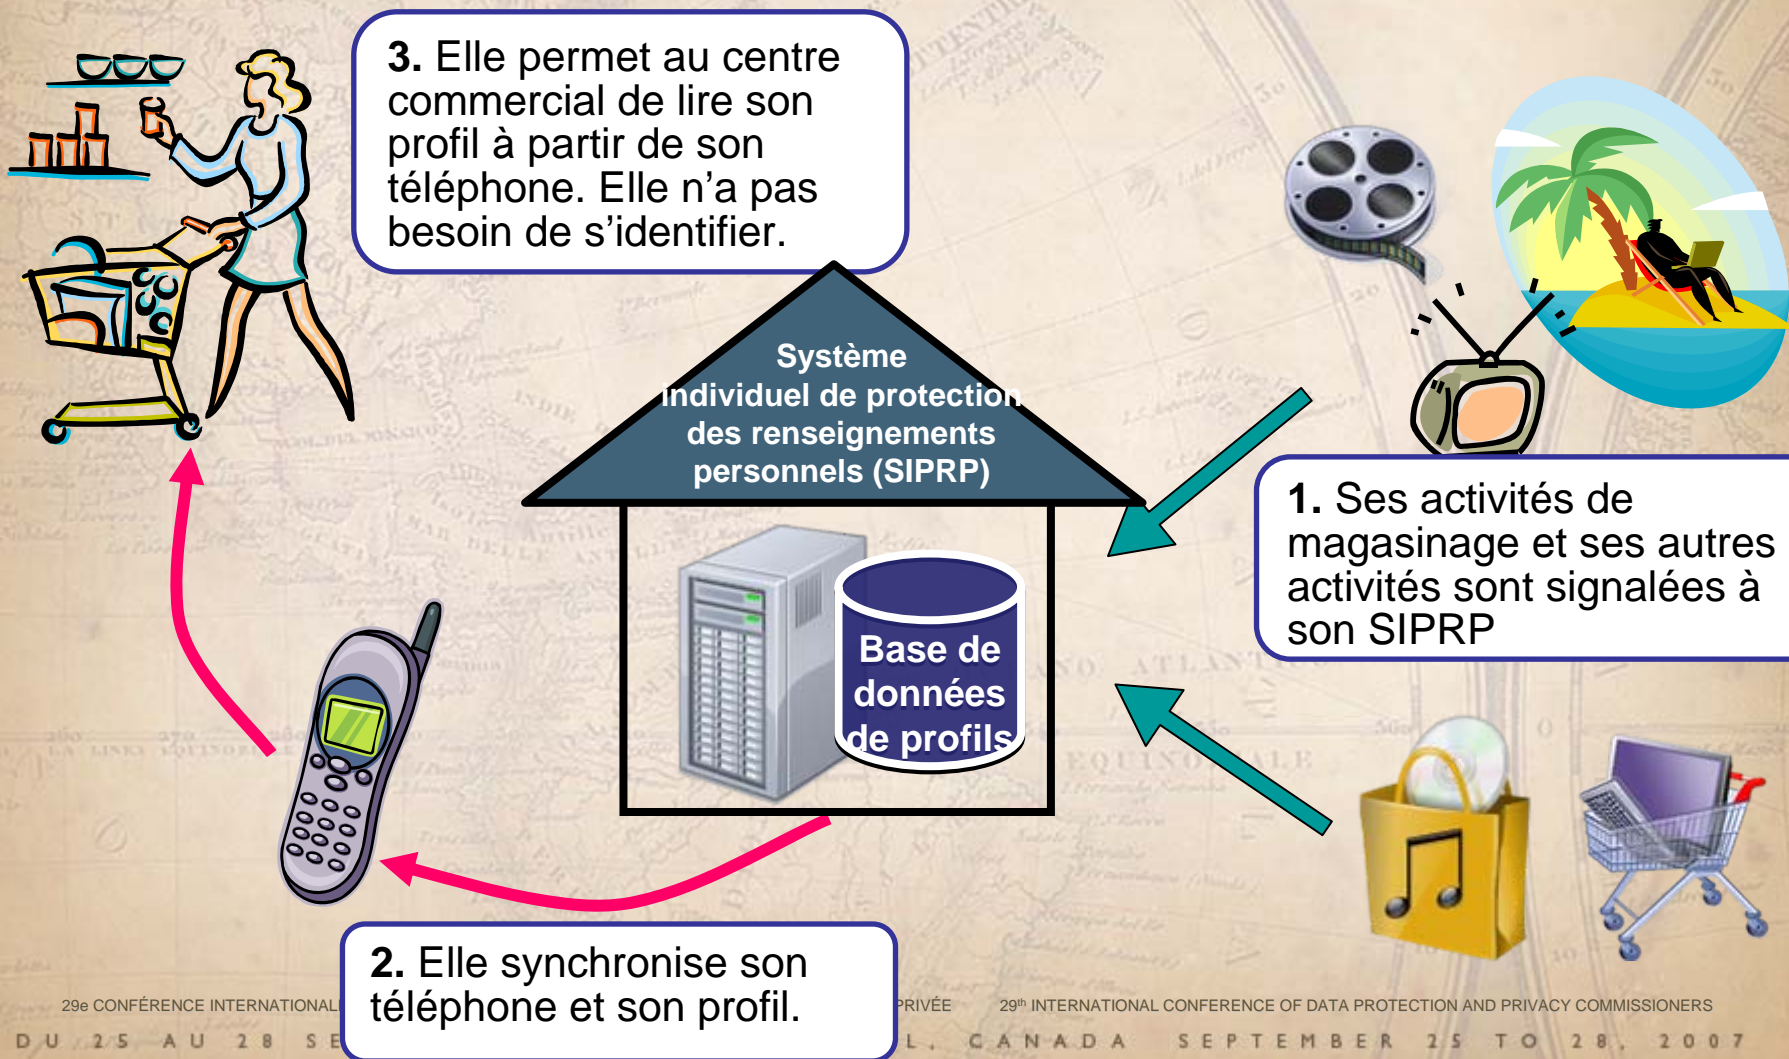 3. Elle permet au centre
commercial de lire son
profil à partir de son
téléphone. Elle n’a pas
besoin de s’identifier.
Système
individuel de protection
des renseignements
personnels (SIPRP)
1. Ses activités de
magasinage et ses autres
activités sont signalées à
son SIPRP
Base de
données
de profils
2. Elle synchronise son
téléphone et son profil.
29e CONFÉRENCE PRIVÉE 29th INTERNATIONAL CONFERENCE OF DATA PROTECTION AND PRIVACY COMMISSIONERS
DU 25 AU 28 CANADA SEPTEMBER 25 TO 28, 2007